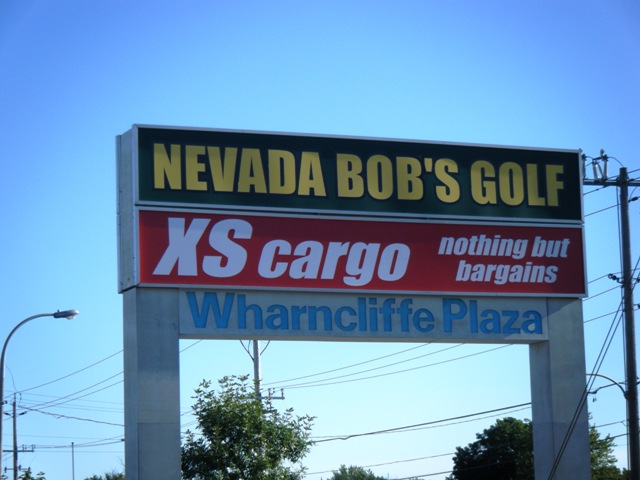 NEVADA BOB'S GOLF
XS cargo
nothing but
bargains
Wharncliffe Plaza